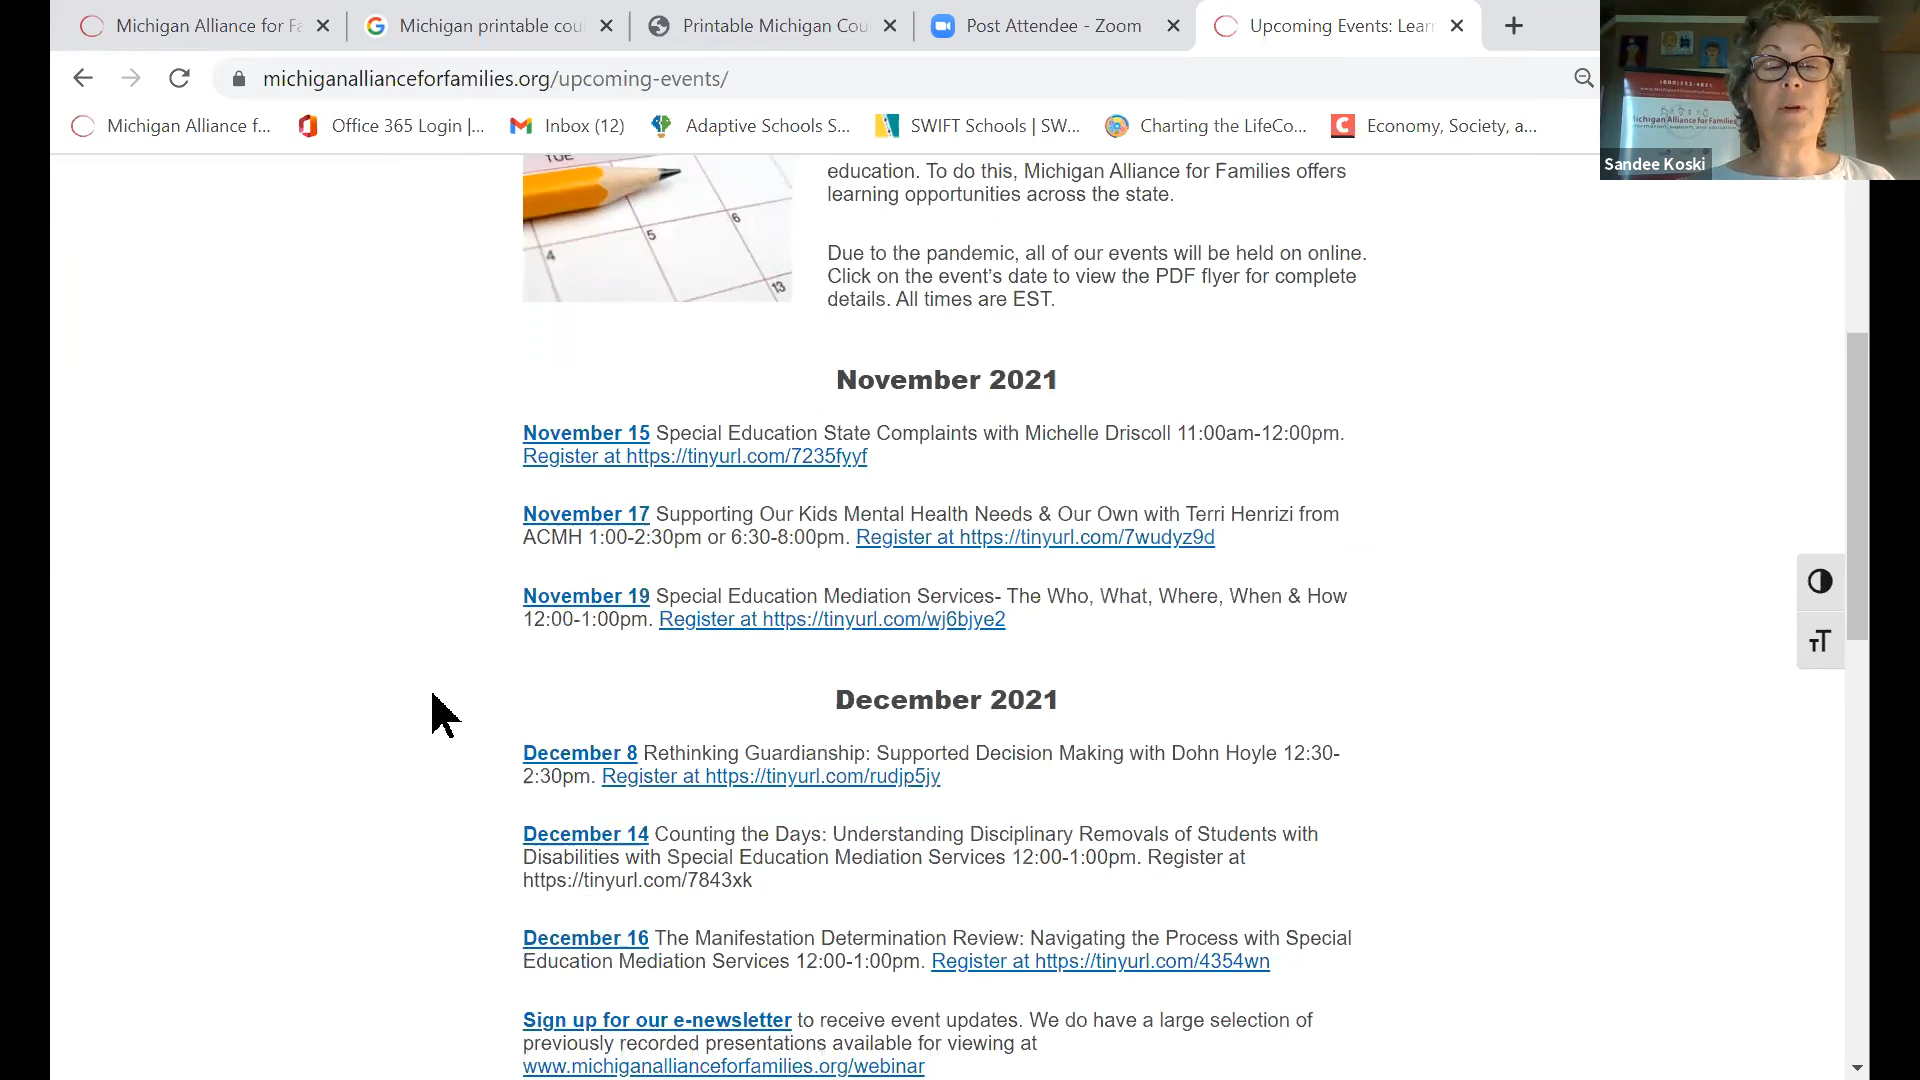 Michigan Alliance for Fa
Michigan printable cou
Printable Michigan Cou
Post Attendee - Zoom
Upcoming Events: Lear
michiganallianceforfamilies.org/upcoming-events/
Michigan Alliance f...
Office 365 Login |...
Inbox (12)
Adaptive Schools S...
SWIFT Schools | SW...
Charting the LifeCo...
Economy, Society, a...
Sandee Koski
TUE
4
5
6
13
education. To do this, Michigan Alliance for Families offers
learning opportunities across the state.
Due to the pandemic, all of our events will be held on online.
Click on the event's date to view the PDF flyer for complete
details. All times are EST.
November 2021
November 15 Special Education State Complaints with Michelle Driscoll 11:00am-12:00pm.
Register at https://tinyurl.com/7235fyyf
November 17 Supporting Our Kids Mental Health Needs & Our Own with Terri Henrizi from
ACMH 1:00-2:30pm or 6:30-8:00pm. Register at https://tinyurl.com/7wudyz9d
November 19 Special Education Mediation Services- The Who, What, Where, When & How
12:00-1:00pm. Register at https://tinyurl.com/wj6bjye2
December 2021
December 8 Rethinking Guardianship: Supported Decision Making with Dohn Hoyle 12:30-
2:30pm. Register at https://tinyurl.com/rudjp5jy
December 14 Counting the Days: Understanding Disciplinary Removals of Students with
Disabilities with Special Education Mediation Services 12:00-1:00pm. Register at
https://tinyurl.com/7843xk
December 16 The Manifestation Determination Review: Navigating the Process with Special
Education Mediation Services 12:00-1:00pm. Register at https://tinyurl.com/4354wn
Sign up for our e-newsletter to receive event updates. We do have a large selection of
previously recorded presentations available for viewing at
www.michiganallianceforfamilies.org/webinar